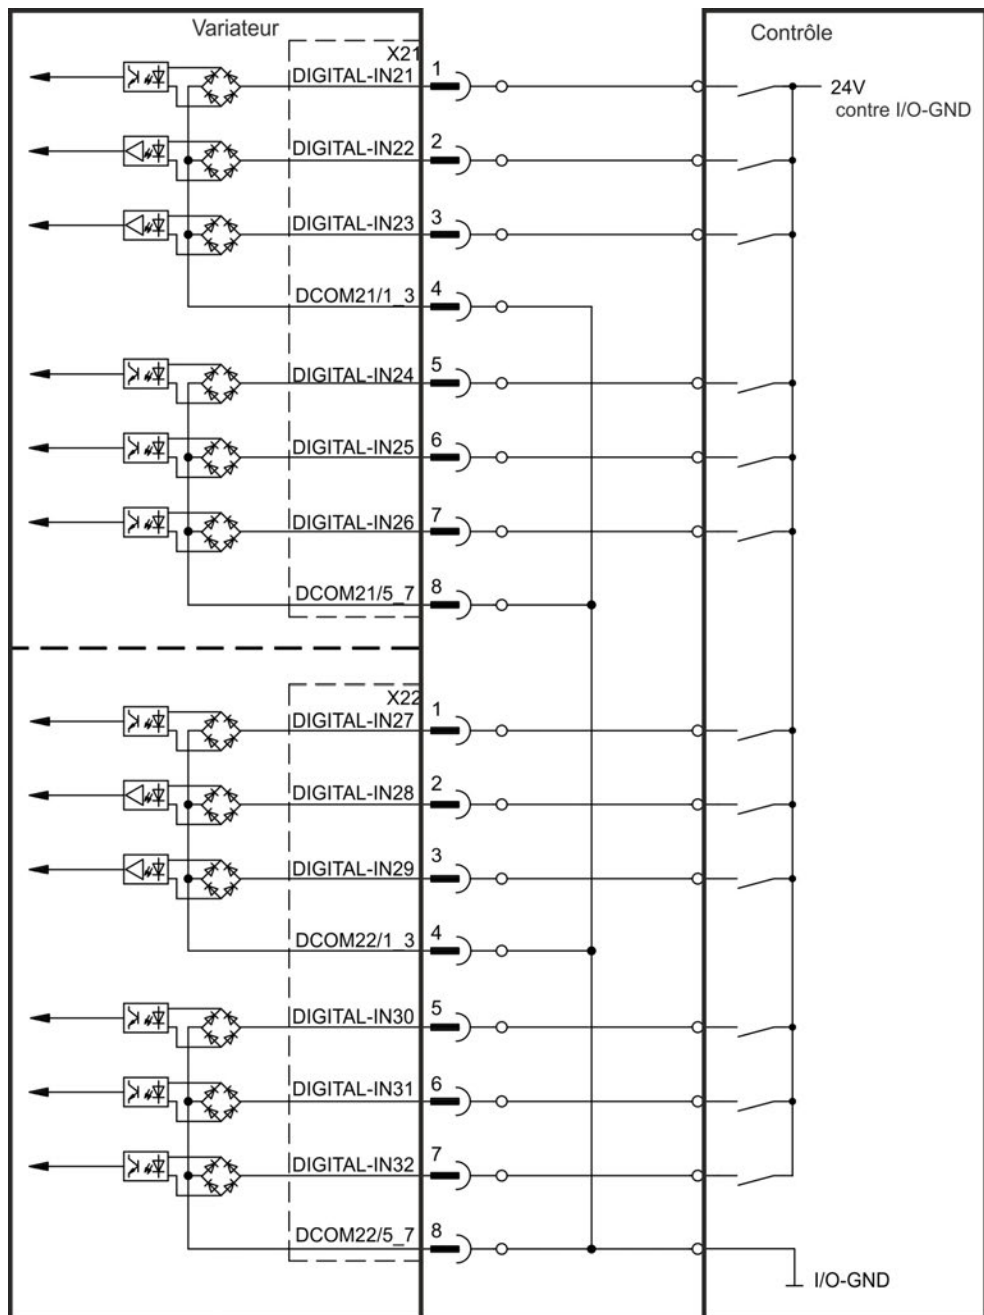 Variateur
Contrôle
X21
DIGITAL-IN21
1
24V
contre I/O-GND
DIGITAL-IN22
2
DIGITAL-IN23
3
DCOM21/1_3
4
DIGITAL-IN24
5
DIGITAL-IN25
6
DIGITAL-IN26
7
DCOM21/5_7
8
X22
DIGITAL-IN27
1
DIGITAL-IN28
2
DIGITAL-IN29
3
DCOM22/1_3
4
DIGITAL-IN30
5
DIGITAL-IN31
6
DIGITAL-IN32
7
DCOM22/5_7
8
I/O-GND